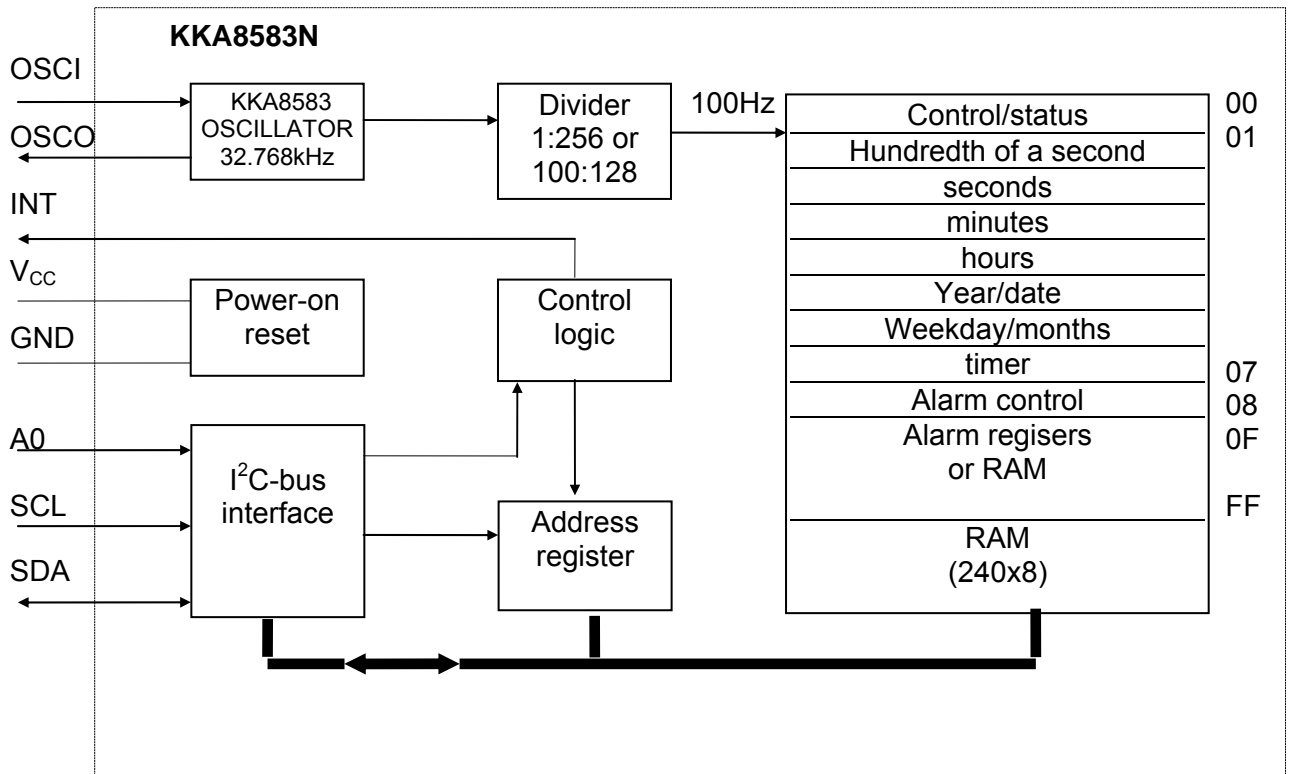 KKA8583N
OSCI
OSCO
INT
VCC
GND
A0
SCL
SDA
KKA8583
OSCILLATOR
32.768kHz
Divider
1:256 or
100:128
100Hz
Power-on
reset
Control
logic
I²C-bus
interface
Address
register
Control/status
Hundredth of a second
seconds
minutes
hours
Year/date
Weekday/months
timer
Alarm control
Alarm regisers
or RAM
RAM
(240x8)
00
01
07
08
0F
FF